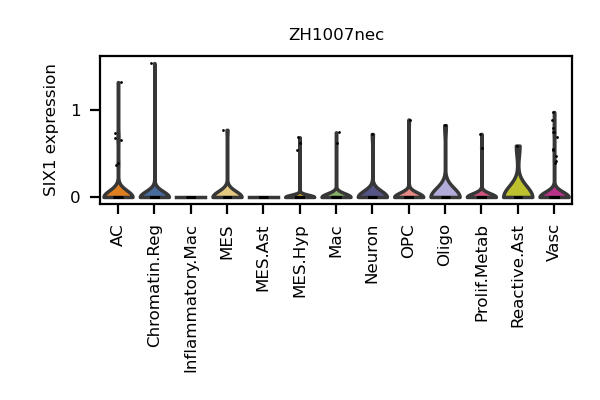 ZH1007nec
SIX1 expression
1
0
AC
Chromatin.Reg
Inflammatory.Mac
MES
MES.Ast
MES.Hyp
Mac
Neuron
OPC
Oligo
Prolif.Metab
Reactive.Ast
Vasc